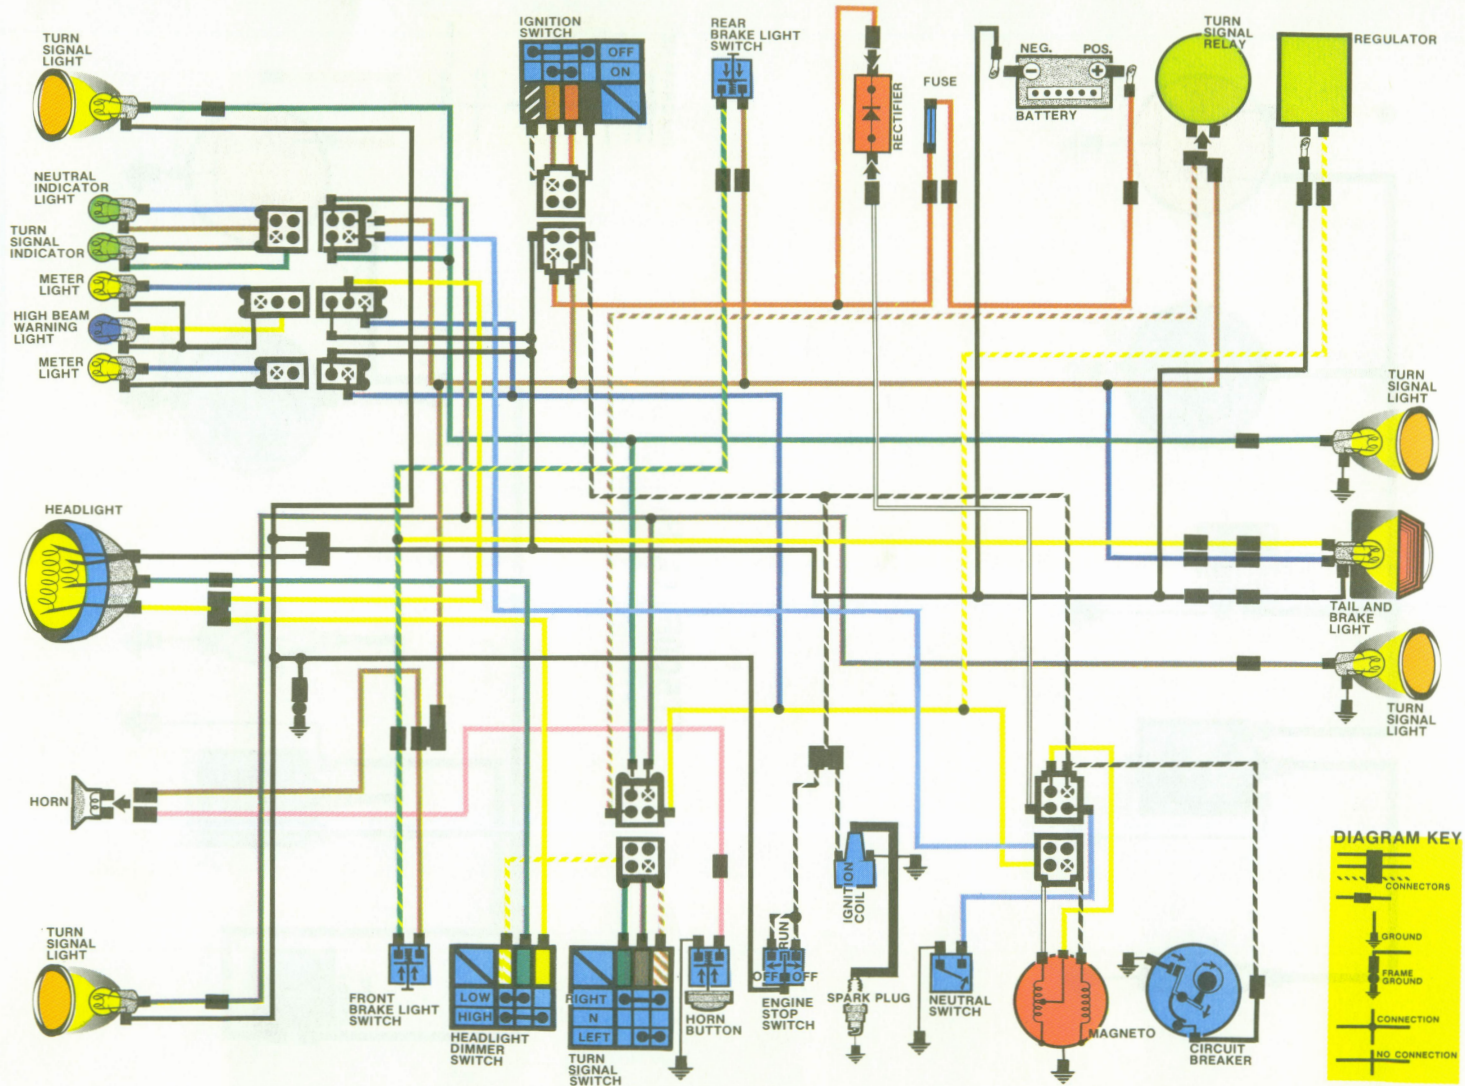 TURN
SIGNAL
LIGHT
IGNITION
SWITCH
OFF
ON
REAR
BRAKE LIGHT
SWITCH
RECTIFIER
FUSE
NEG.
POS.
BATTERY
TURN
SIGNAL
RELAY
REGULATOR
NEUTRAL
INDICATOR
LIGHT
TURN
SIGNAL
INDICATOR
METER
LIGHT
HIGH BEAM
WARNING
LIGHT
METER
LIGHT
TURN
SIGNAL
LIGHT
HEADLIGHT
TAIL AND
BRAKE
LIGHT
TURN
SIGNAL
LIGHT
HORN
TURN
SIGNAL
LIGHT
FRONT
BRAKE LIGHT
SWITCH
LOW
HIGH
HEADLIGHT
DIMMER
SWITCH
RIGHT
N
LEFT
TURN
SIGNAL
SWITCH
HORN
BUTTON
RUN
OFF
OFF
ENGINE
STOP
SWITCH
IGNITION
COIL
SPARK PLUG
NEUTRAL
SWITCH
MAGNETO
CIRCUIT
BREAKER
DIAGRAM KEY
CONNECTORS
GROUND
FRAME
GROUND
CONNECTION
NO CONNECTION